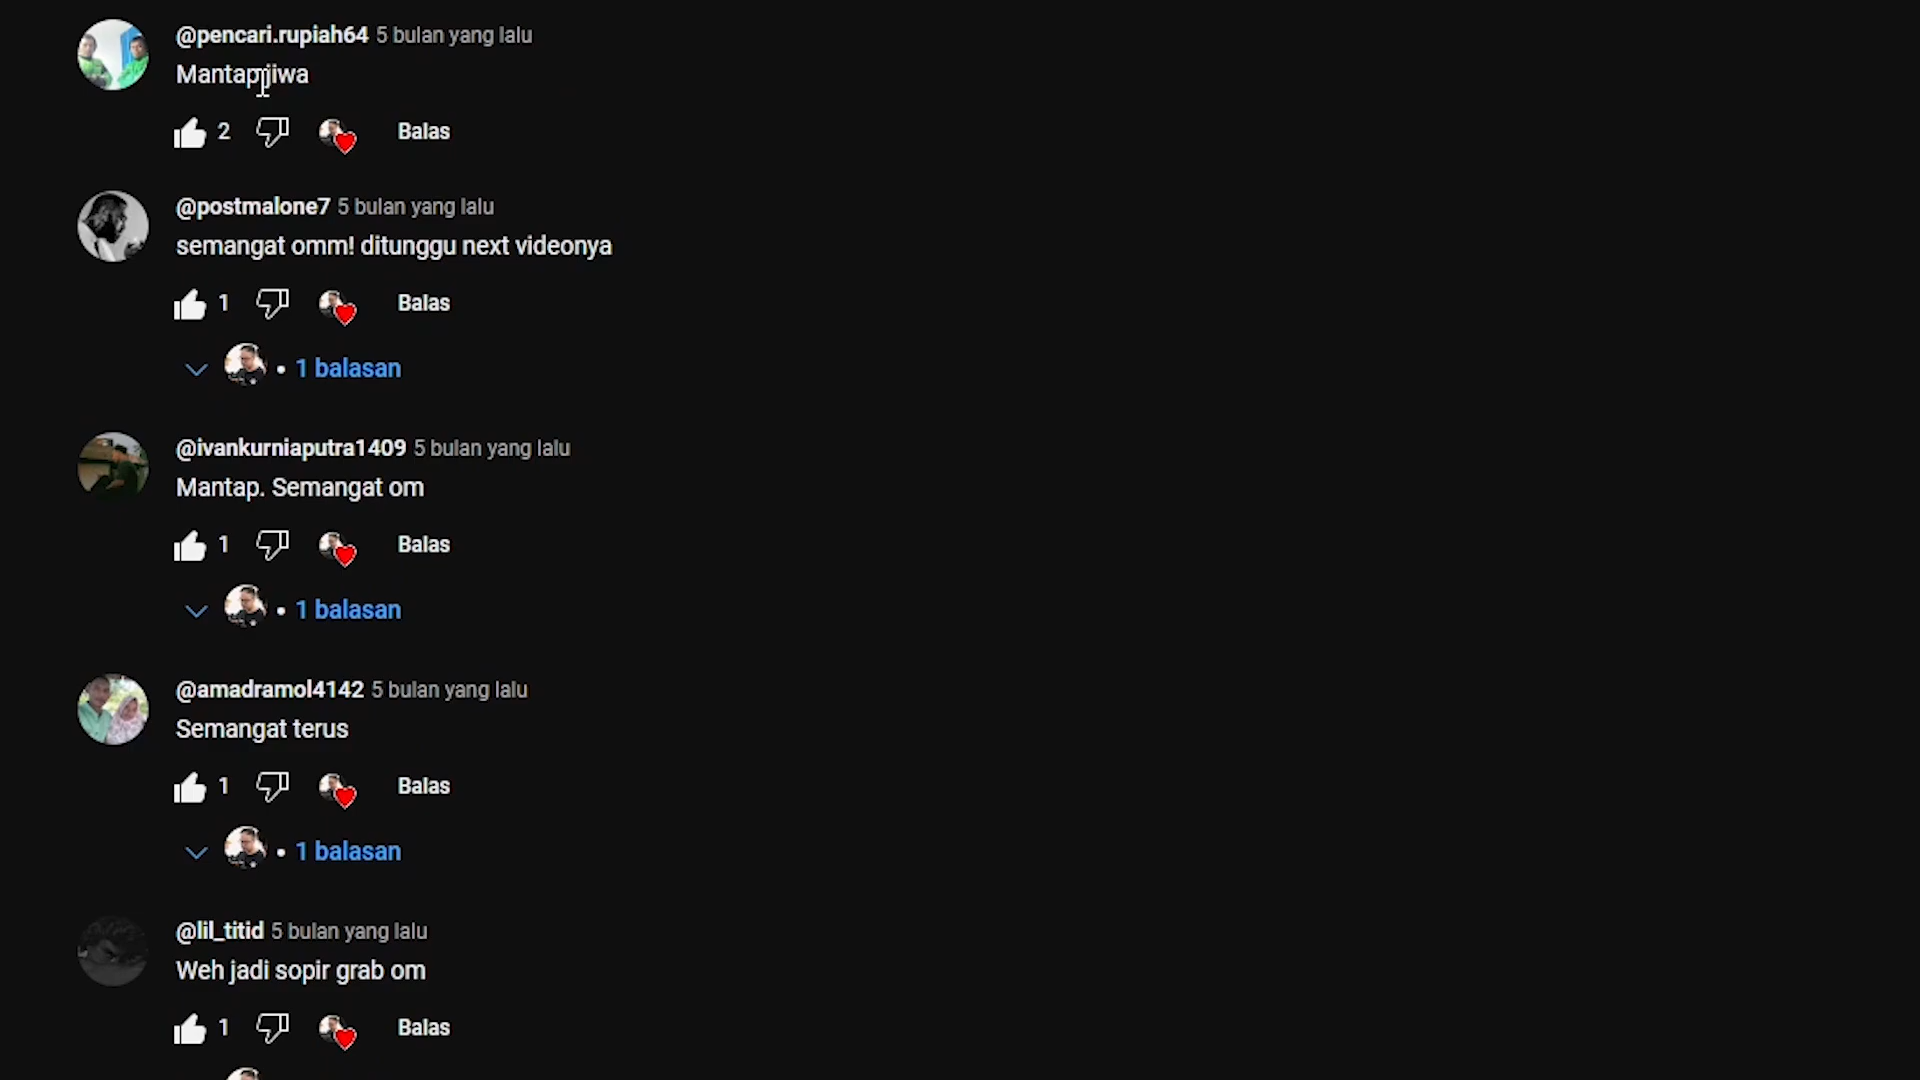 @pencari.rupiah64 5 bulan yang lalu
Mantap jiwa
2 Balas
@postmalone7 5 bulan yang lalu
semangat omm! ditunggu next videonya
1 Balas
• 1 balasan
@ivankurniaputra1409 5 bulan yang lalu
Mantap. Semangat om
1 Balas
• 1 balasan
@amadramol4142 5 bulan yang lalu
Semangat terus
1 Balas
• 1 balasan
@lil_titid 5 bulan yang lalu
Weh jadi sopir grab om
1 Balas